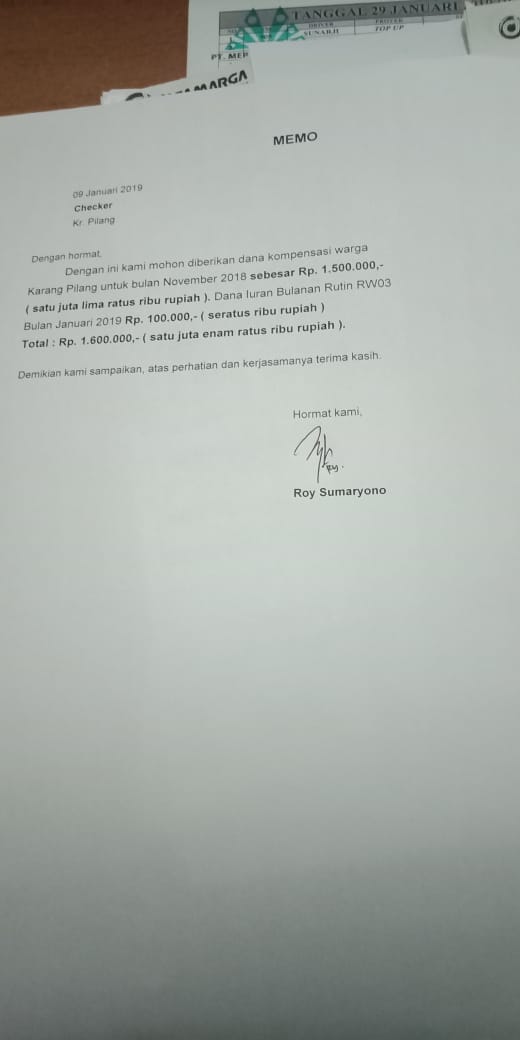 TANGGAL 29 JANUARI
DRIVER
SUNARJI
TOP UP
PT. MEP
MARGA
MEMO
09 Januari 2019
Checker
Kr. Pilang
Dengan hormat,
Dengan ini kami mohon diberikan dana kompensasi warga
Karang Pilang untuk bulan November 2018 sebesar Rp. 1.500.000,-
( satu juta lima ratus ribu rupiah ). Dana Iuran Bulanan Rutin RW03
Bulan Januari 2019 Rp. 100.000,- ( seratus ribu rupiah )
Total : Rp. 1.600.000,- ( satu juta enam ratus ribu rupiah ).
Demikian kami sampaikan, atas perhatian dan kerjasamanya terima kasih.
Hormat kami,
Roy Sumaryono